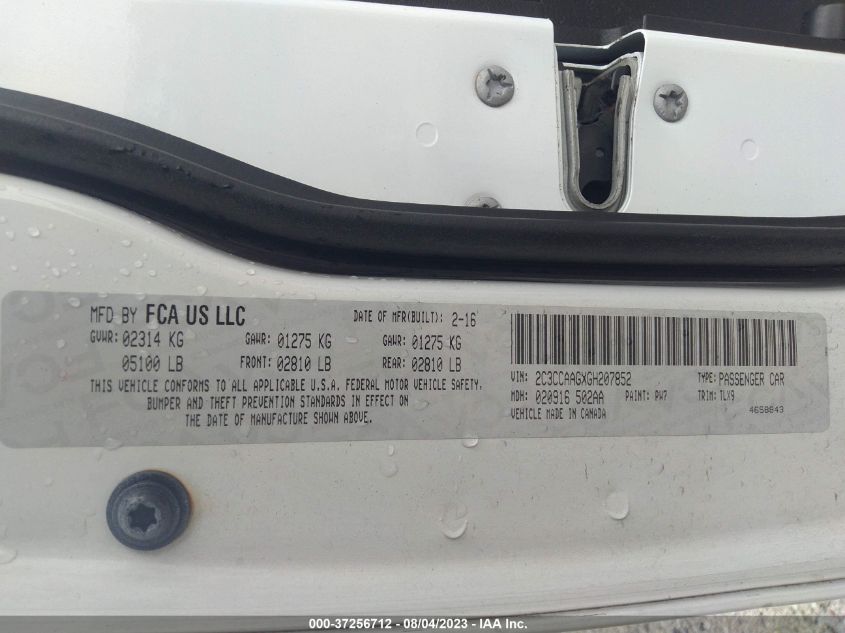 MFD BY FCA US LLC
DATE OF MFR(BUILT): 2-16
GVWR: 02314 KG
GAWR: 01275 KG
GAWR: 01275 KG
05100 LB
FRONT: 02810 LB
REAR: 02810 LB
THIS VEHICLE CONFORMS TO ALL APPLICABLE U.S.A. FEDERAL MOTOR VEHICLE SAFETY,
BUMPER AND THEFT PREVENTION STANDARDS IN EFFECT ON
THE DATE OF MANUFACTURE SHOWN ABOVE.
VIN: 2C3CCAAGXGH207852
TYPE: PASSENGER CAR
MDH: 020916 502AA
PAINT: PW7
TRIM: TLX9
VEHICLE MADE IN CANADA
4658843
000-37256712 - 08/04/2023 - IAA Inc.